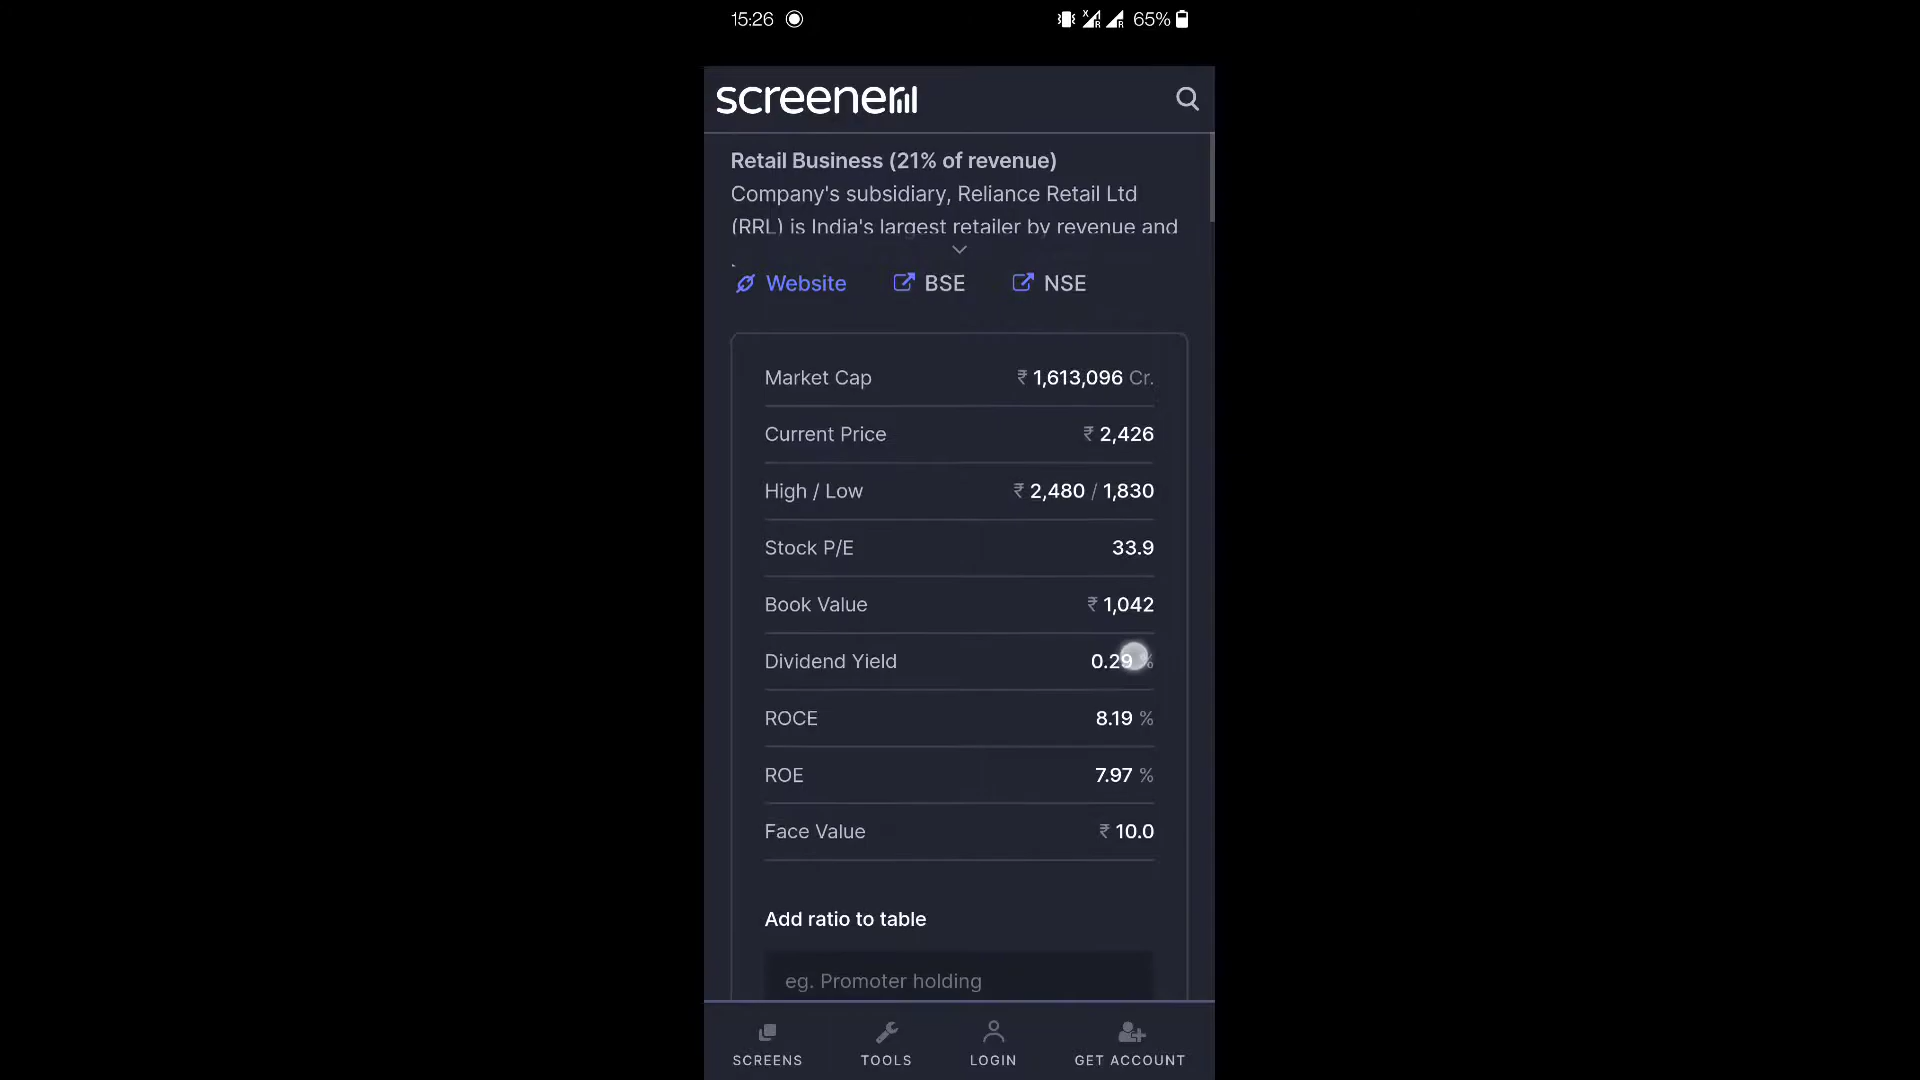 15:26 65%
screener
Retail Business (21% of revenue)
Company's subsidiary, Reliance Retail Ltd
(RRL) is India's largest retailer by revenue and
Website BSE NSE
Market Cap ₹ 1,613,096 Cr.
Current Price ₹ 2,426
High / Low ₹ 2,480 / 1,830
Stock P/E 33.9
Book Value ₹ 1,042
Dividend Yield 0.29 %
ROCE 8.19 %
ROE 7.97 %
Face Value ₹ 10.0
Add ratio to table
eg. Promoter holding
SCREENS TOOLS LOGIN GET ACCOUNT